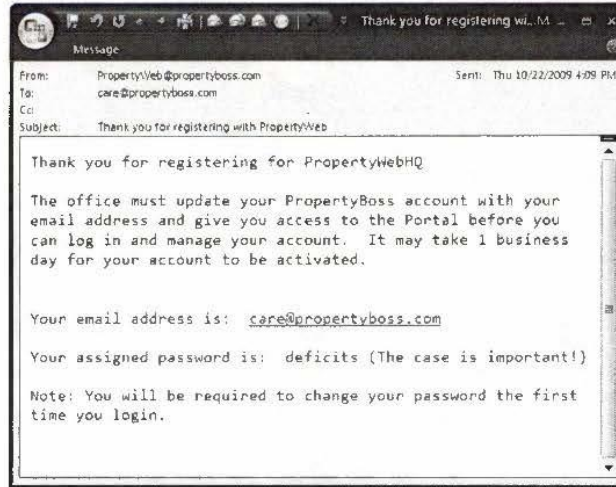 Thank you for registering wi... M
Message
From: PropertyWeb@propertyboss.com Sent: Thu 10/22/2009 4:09 PM
To: care@propertyboss.com
Cc:
Subject: Thank you for registering with PropertyWeb
Thank you for registering for PropertyWebHQ
The office must update your PropertyBoss account with your
email address and give you access to the Portal before you
can log in and manage your account. It may take 1 business
day for your account to be activated.
Your email address is: care@propertyboss.com
Your assigned password is: deficits (The case is important!)
Note: You will be required to change your password the first
time you login.